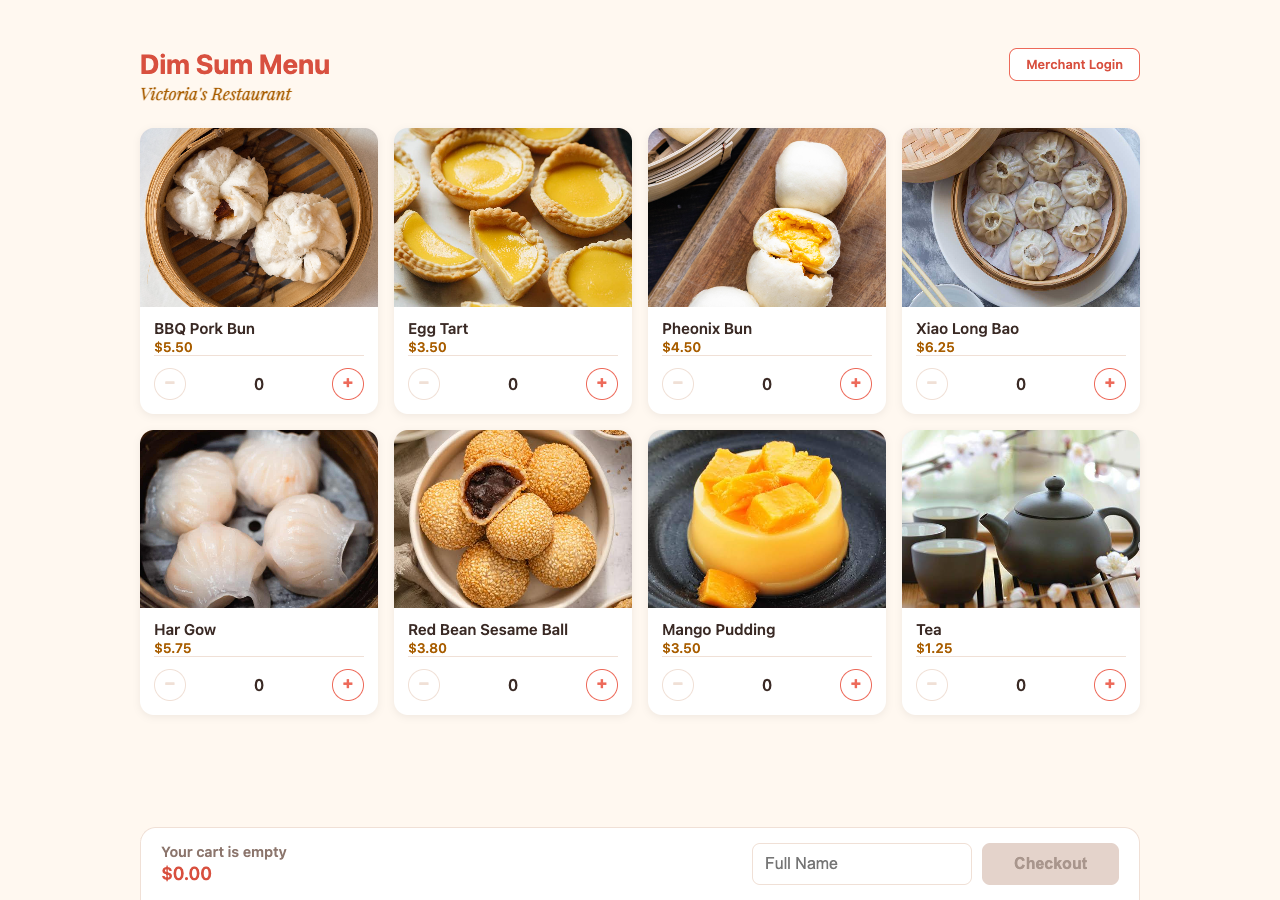 Dim Sum Menu
Merchant Login
Victoria's Restaurant
BBQ Pork Bun
$5.50
− 0 +
Egg Tart
$3.50
− 0 +
Pheonix Bun
$4.50
− 0 +
Xiao Long Bao
$6.25
− 0 +
Har Gow
$5.75
− 0 +
Red Bean Sesame Ball
$3.80
− 0 +
Mango Pudding
$3.50
− 0 +
Tea
$1.25
− 0 +
Your cart is empty
$0.00
Full Name
Checkout